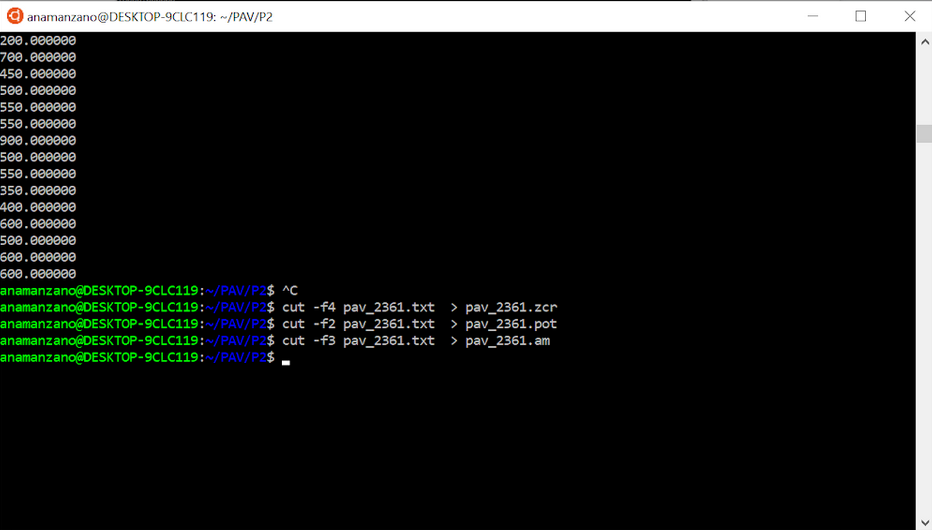 anamanzano@DESKTOP-9CLC119: ~/PAV/P2
200.000000
700.000000
450.000000
500.000000
550.000000
550.000000
900.000000
500.000000
550.000000
350.000000
400.000000
600.000000
500.000000
600.000000
600.000000
anamanzano@DESKTOP-9CLC119:~/PAV/P2$ ^C
anamanzano@DESKTOP-9CLC119:~/PAV/P2$ cut -f4 pav_2361.txt  > pav_2361.zcr
anamanzano@DESKTOP-9CLC119:~/PAV/P2$ cut -f2 pav_2361.txt  > pav_2361.pot
anamanzano@DESKTOP-9CLC119:~/PAV/P2$ cut -f3 pav_2361.txt  > pav_2361.am
anamanzano@DESKTOP-9CLC119:~/PAV/P2$